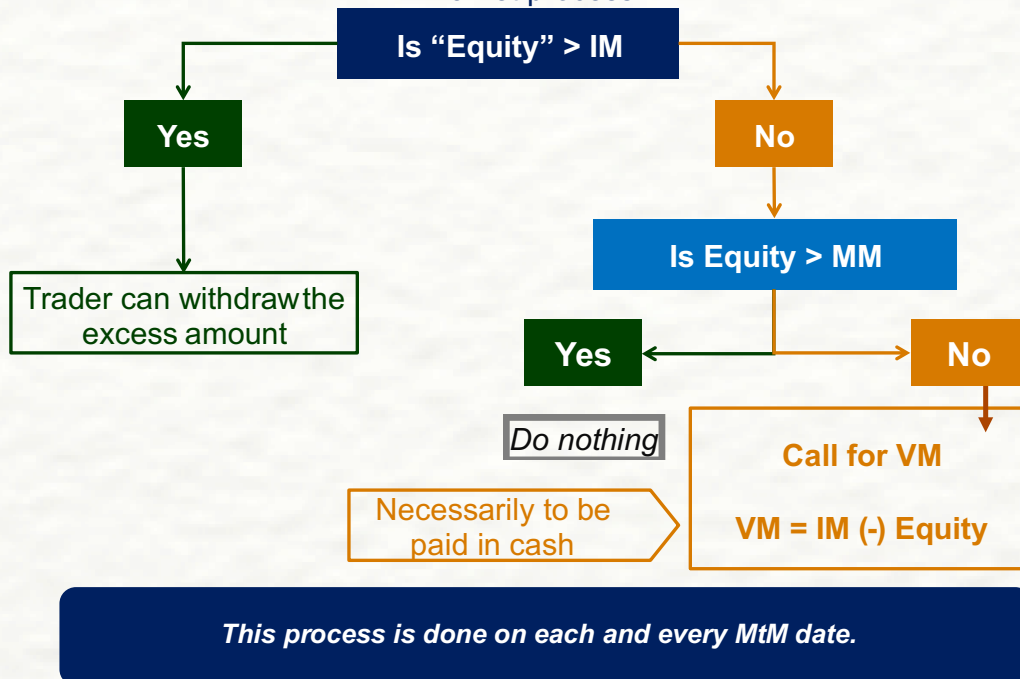 Is “Equity” > IM
Yes
No
Trader can withdraw the
excess amount
Is Equity > MM
Yes
No
Do nothing
Call for VM
VM = IM (-) Equity
Necessarily to be
paid in cash
This process is done on each and every MtM date.